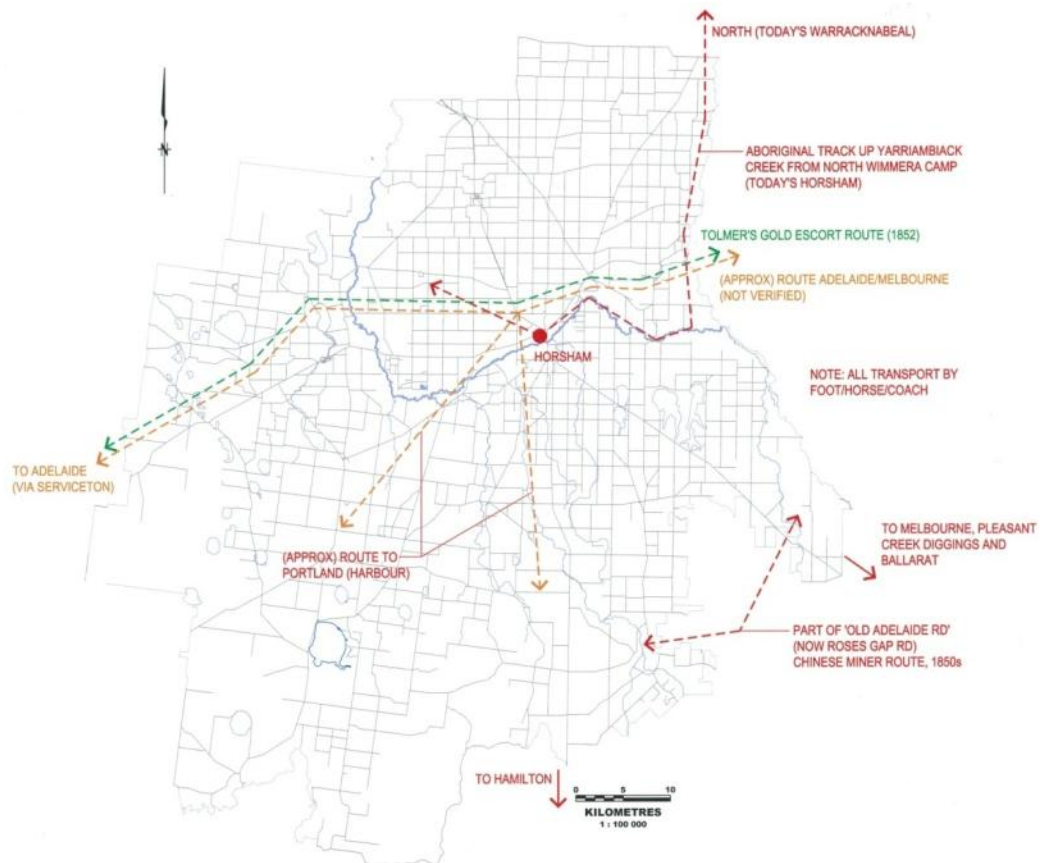 NORTH (TODAY'S WARRACKNABEAL)
ABORIGINAL TRACK UP YARRIAMBIACK
CREEK FROM NORTH WIMMERA CAMP
(TODAY'S HORSHAM)
TOLMER'S GOLD ESCORT ROUTE (1852)
(APPROX) ROUTE ADELAIDE/MELBOURNE
(NOT VERIFIED)
HORSHAM
NOTE: ALL TRANSPORT BY
FOOT/HORSE/COACH
TO ADELAIDE
(VIA SERVICETON)
(APPROX) ROUTE TO
PORTLAND (HARBOUR)
TO MELBOURNE, PLEASANT
CREEK DIGGINGS AND
BALLARAT
PART OF 'OLD ADELAIDE RD'
(NOW ROSES GAP RD)
CHINESE MINER ROUTE, 1850s
TO HAMILTON
0 5 10
KILOMETRES
1 : 100 000